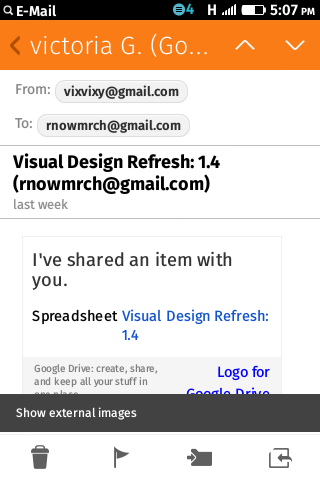 E-Mail 4 H 5:07 PM
victoria G. (Go...
From: vixvixy@gmail.com
To: rnowmrch@gmail.com
Visual Design Refresh: 1.4
(rnowmrch@gmail.com)
last week
I've shared an item with
you.
Spreadsheet Visual Design Refresh:
1.4
Google Drive: create, share,
and keep all your stuff in
one place.
Logo for
Google Drive
Show external images